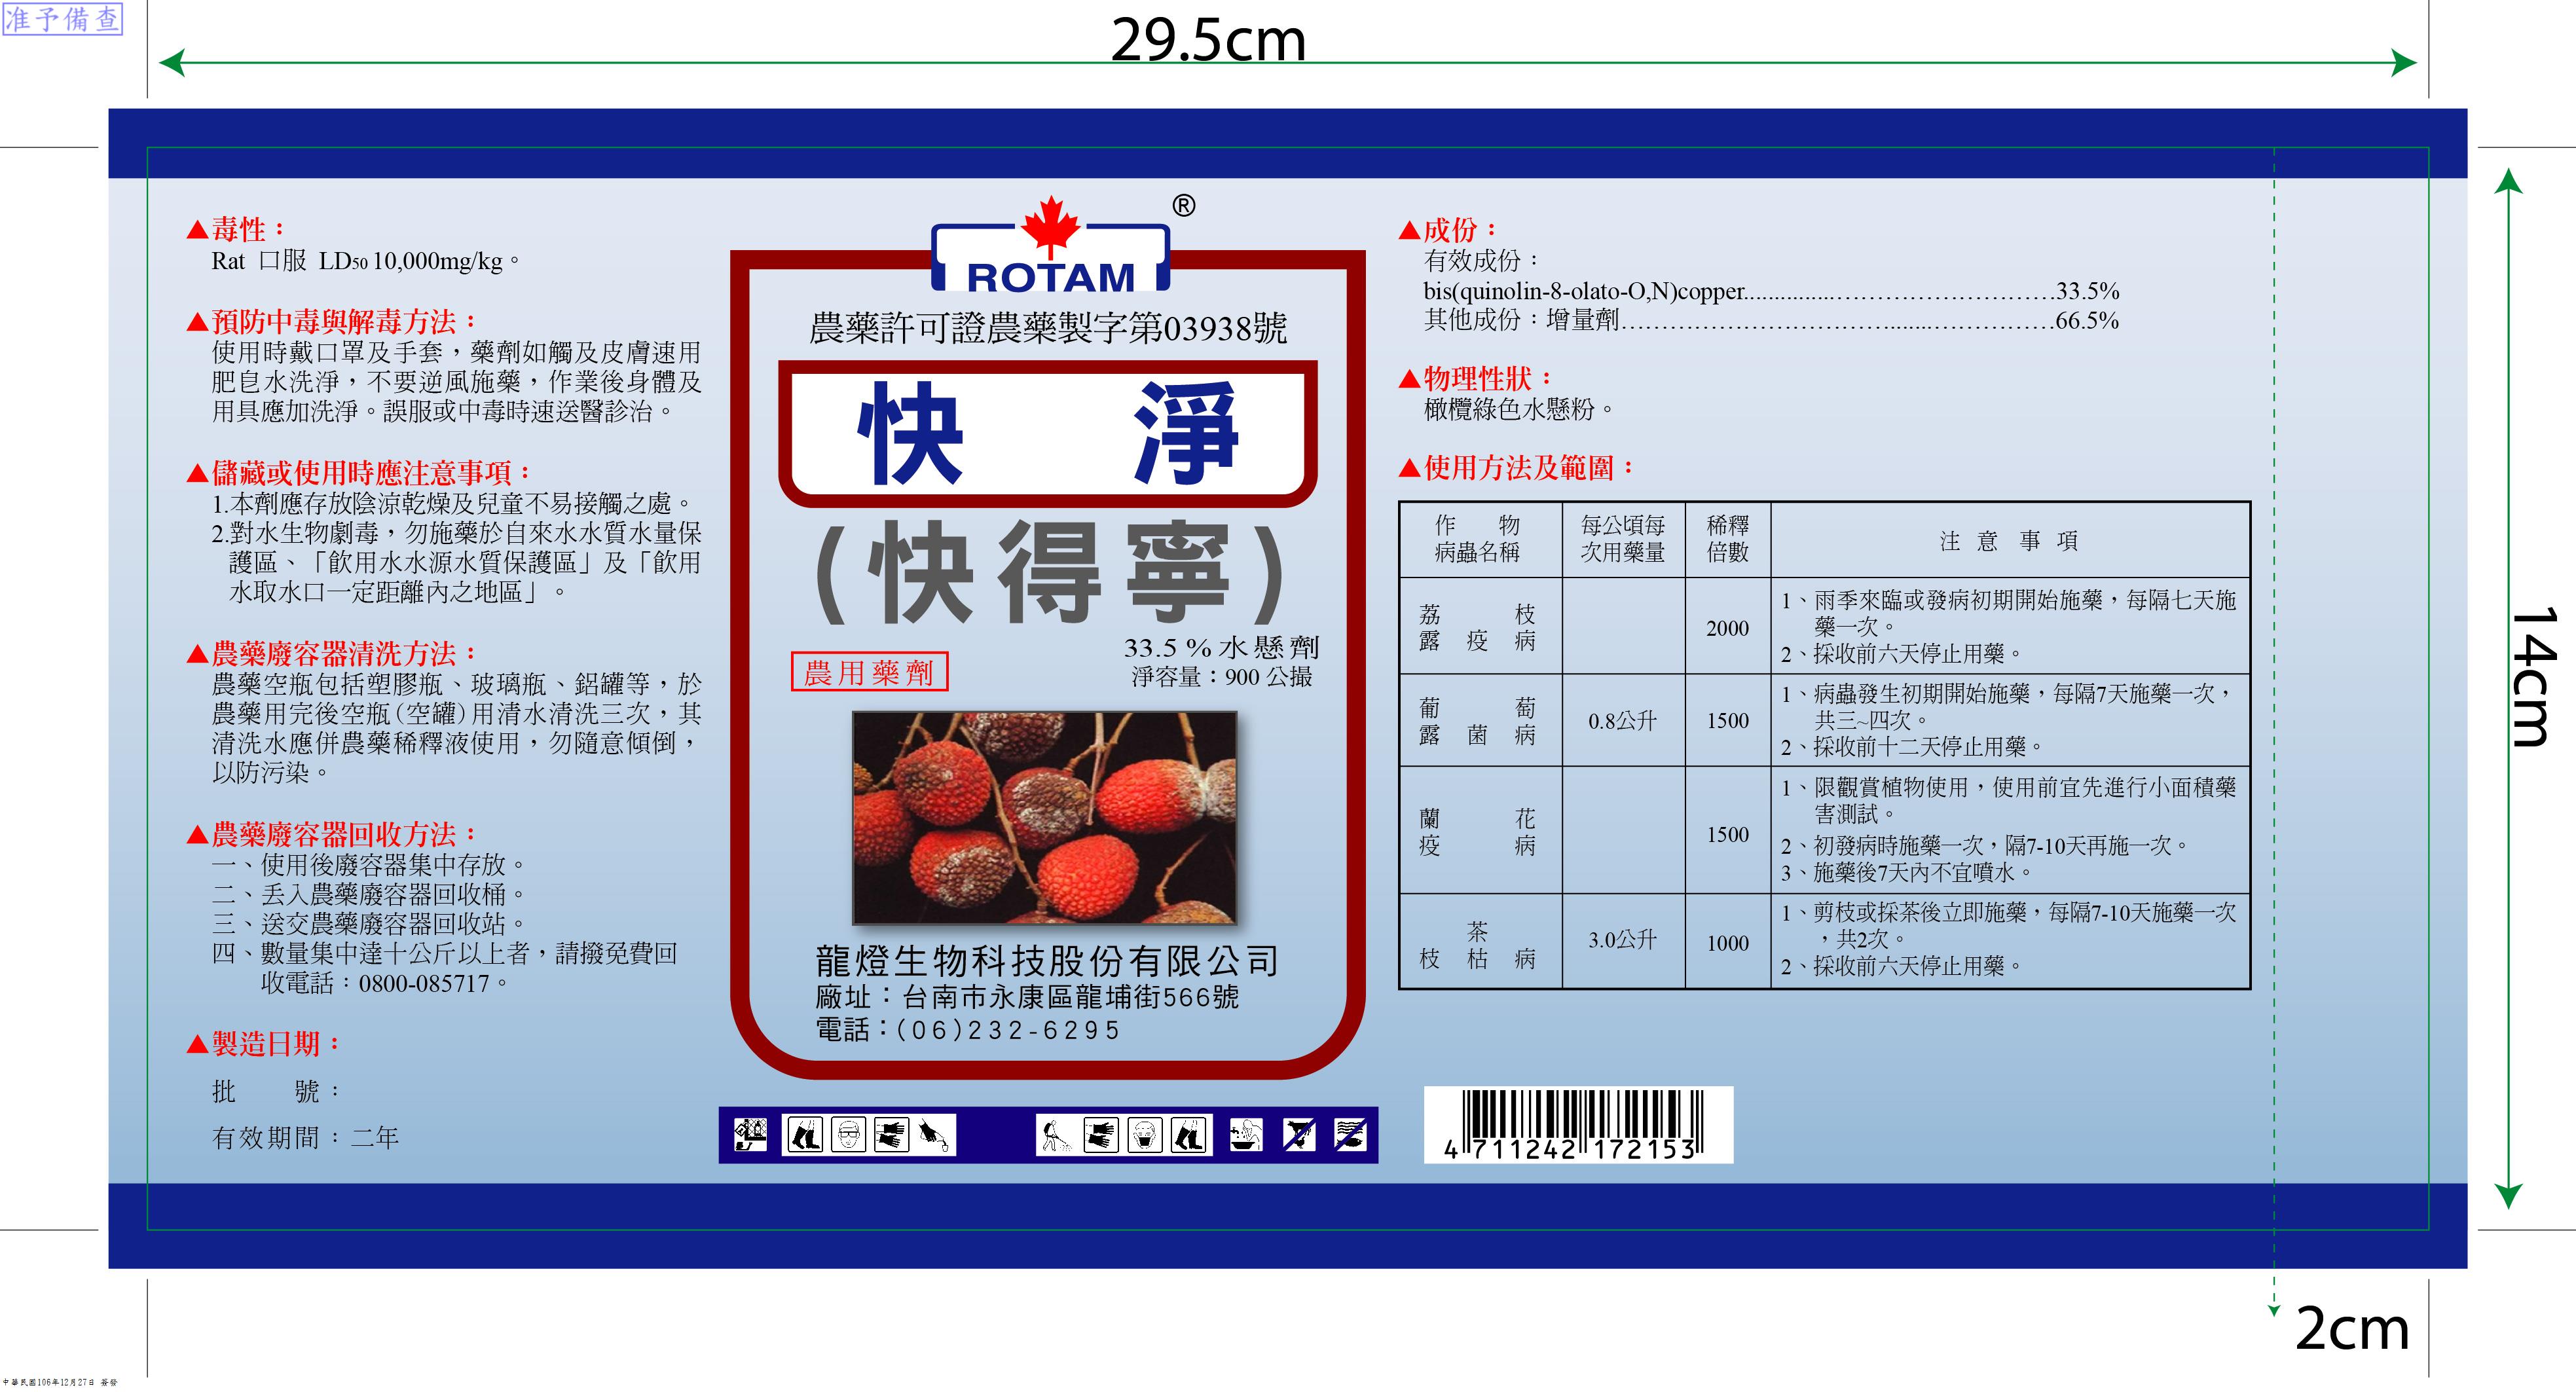 准予備查
29.5cm
▲毒性：
Rat 口服 LD50 10,000mg/kg。
▲預防中毒與解毒方法：
使用時戴口罩及手套，藥劑如觸及皮膚速用
肥皂水洗淨，不要逆風施藥，作業後身體及
用具應加洗淨。誤服或中毒時速送醫診治。
▲儲藏或使用時應注意事項：
1.本劑應存放陰涼乾燥及兒童不易接觸之處。
2.對水生物劇毒，勿施藥於自來水水質水量保
護區、「飲用水水源水質保護區」及「飲用
水取水口一定距離內之地區」。
▲農藥廢容器清洗方法：
農藥空瓶包括塑膠瓶、玻璃瓶、鋁罐等，於
農藥用完後空瓶(空罐)用清水清洗三次，其
清洗水應併農藥稀釋液使用，勿隨意傾倒，
以防污染。
▲農藥廢容器回收方法：
一、使用後廢容器集中存放。
二、丟入農藥廢容器回收桶。
三、送交農藥廢容器回收站。
四、數量集中達十公斤以上者，請撥免費回
收電話：0800-085717。
▲製造日期：
批　　號：
有效期間：二年
®
ROTAM
農藥許可證農藥製字第03938號
快　淨
(快得寧)
33.5%水懸劑
農用藥劑
淨容量：900公撮
龍燈生物科技股份有限公司
廠址：台南市永康區龍埔街566號
電話：(06)232-6295
▲成份：
有效成份：
bis(quinolin-8-olato-O,N)copper..............………………………33.5%
其他成份：增量劑……………………………......……………66.5%
▲物理性狀：
橄欖綠色水懸粉。
▲使用方法及範圍：
作　物
病蟲名稱
每公頃每
次用藥量
稀釋
倍數
注意事項
荔　枝
露疫病
2000
1、雨季來臨或發病初期開始施藥，每隔七天施
藥一次。
2、採收前六天停止用藥。
葡　萄
露菌病
0.8公升
1500
1、病蟲發生初期開始施藥，每隔7天施藥一次，
共三~四次。
2、採收前十二天停止用藥。
蘭　花
疫　病
1500
1、限觀賞植物使用，使用前宜先進行小面積藥
害測試。
2、初發病時施藥一次，隔7-10天再施一次。
3、施藥後7天內不宜噴水。
茶
枝枯病
3.0公升
1000
1、剪枝或採茶後立即施藥，每隔7-10天施藥一次
，共2次。
2、採收前六天停止用藥。
4 711242 172153
14cm
2cm
中華民國106年12月27日 簽發